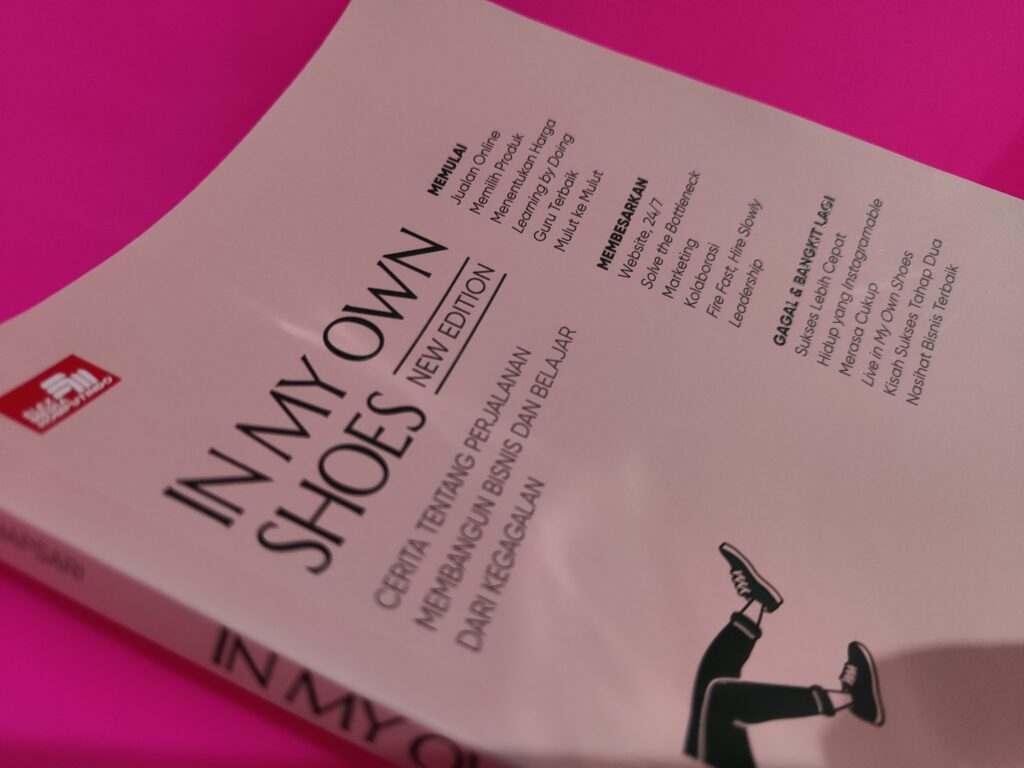 IN MY OWN
SHOES
NEW EDITION
CERITA TENTANG PERJALANAN
MEMBANGUN BISNIS DAN BELAJAR
DARI KEGAGALAN
MEMULAI
Jualan Online
Memilih Produk
Menentukan Harga
Learning by Doing
Guru Terbaik
Mulut ke Mulut
MEMBESARKAN
Website, 24/7
Solve the Bottleneck
Marketing
Kolaborasi
Fire Fast, Hire Slowly
Leadership
GAGAL & BANGKIT LAGI
Sukses Lebih Cepat
Hidup yang Instagramable
Merasa Cukup
Live in My Own Shoes
Kisah Sukses Tahap Dua
Nasihat Bisnis Terbaik
HAPSARI
IN MY